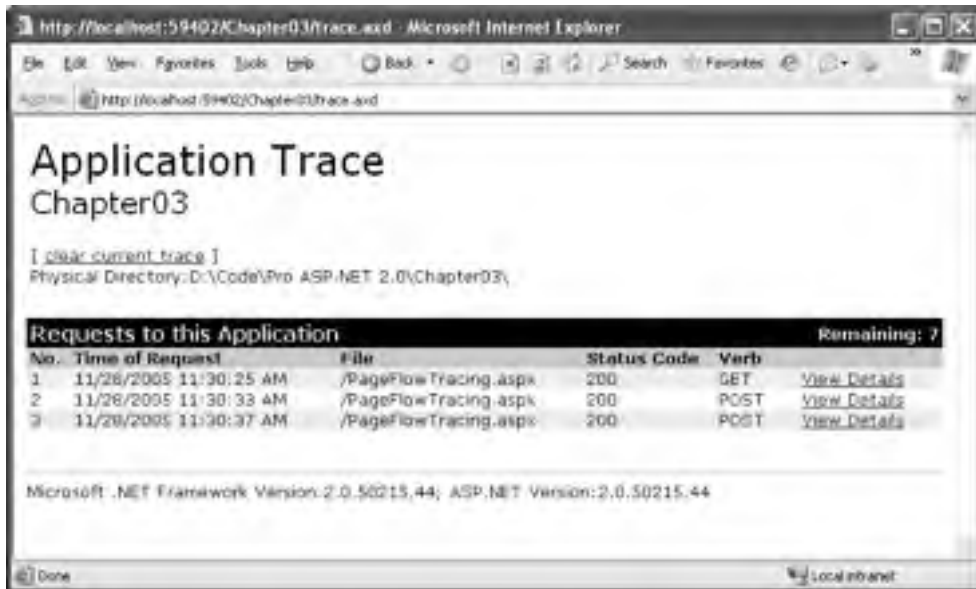 http://localhost:59402/Chapter03/trace.axd - Microsoft Internet Explorer
File Edit View Favorites Tools Help Back Search Favorites
Address http://localhost:59402/Chapter03/trace.axd
Application Trace
Chapter03
[ clear current trace ]
Physical Directory:D:\Code\Pro ASP.NET 2.0\Chapter03\
Requests to this Application Remaining: 7
No. Time of Request File Status Code Verb
1 11/28/2005 11:30:25 AM /PageFlowTracing.aspx 200 GET View Details
2 11/28/2005 11:30:33 AM /PageFlowTracing.aspx 200 POST View Details
3 11/28/2005 11:30:37 AM /PageFlowTracing.aspx 200 POST View Details
Microsoft .NET Framework Version:2.0.50215.44; ASP.NET Version:2.0.50215.44
Done Local intranet